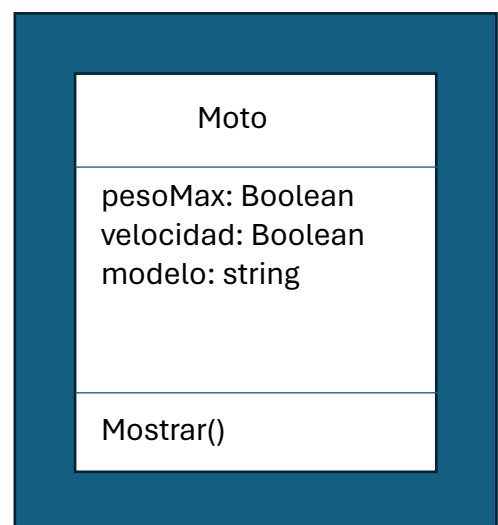 Moto
pesoMax: Boolean
velocidad: Boolean
modelo: string
Mostrar()